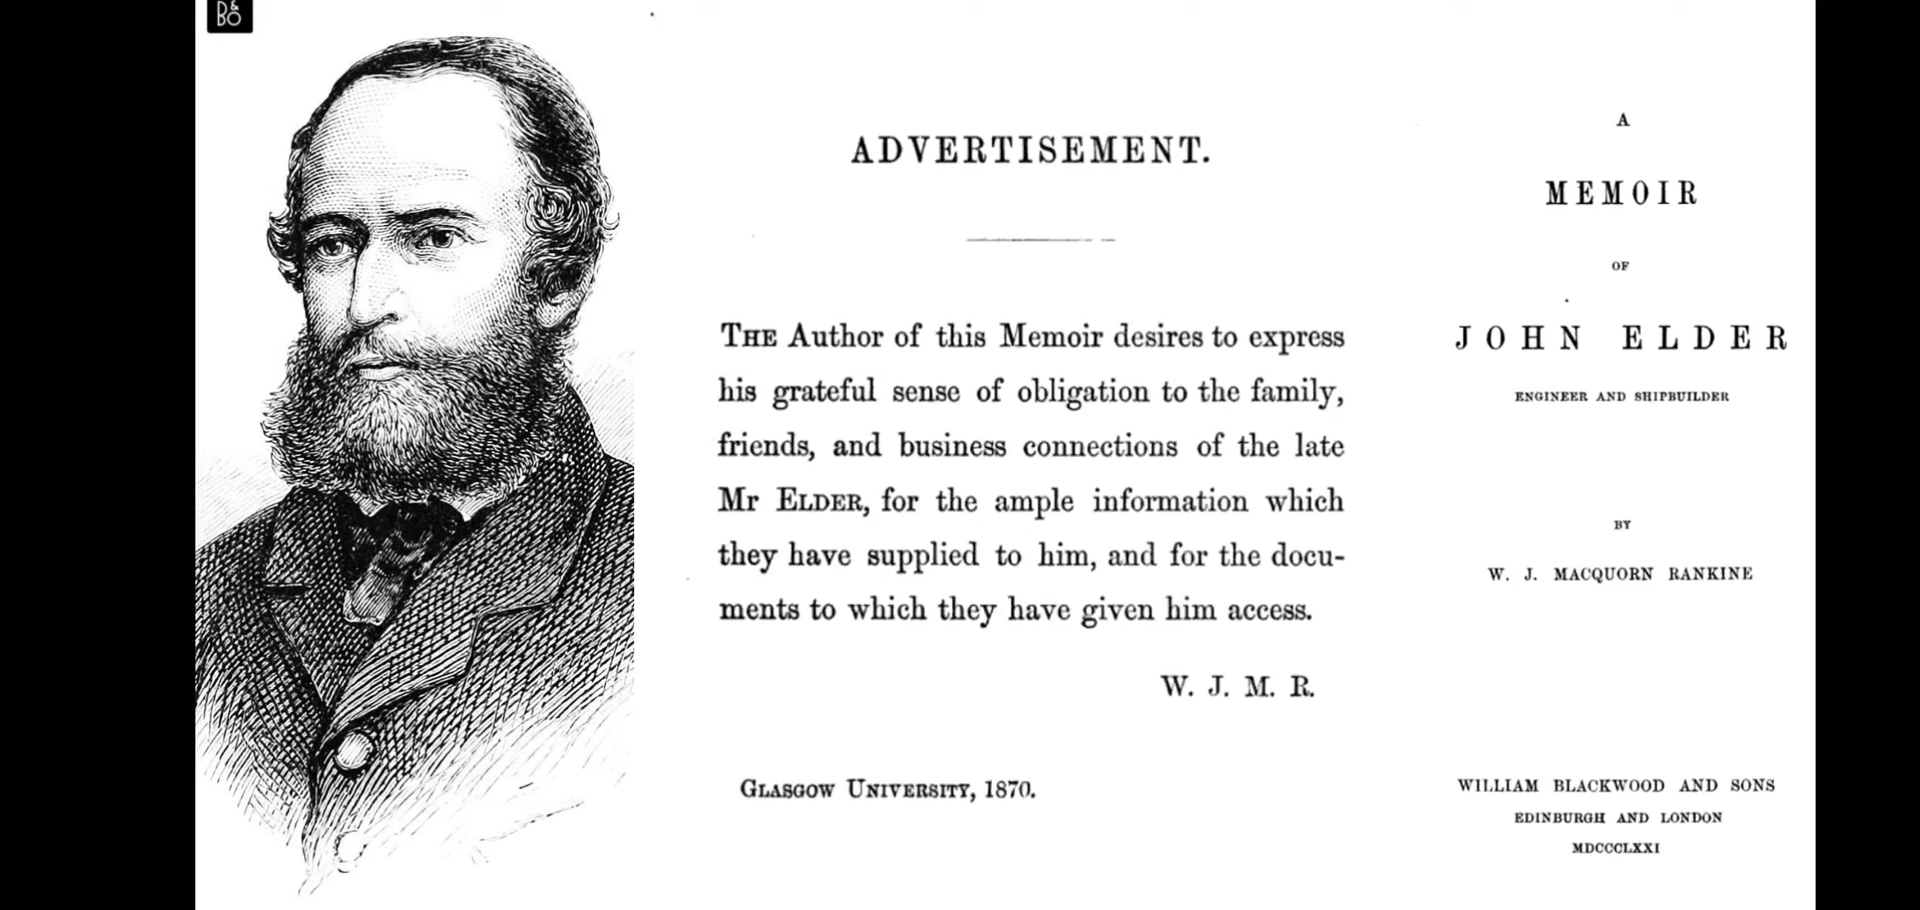 B&O
ADVERTISEMENT.
THE Author of this Memoir desires to express
his grateful sense of obligation to the family,
friends, and business connections of the late
Mr ELDER, for the ample information which
they have supplied to him, and for the docu-
ments to which they have given him access.
W. J. M. R.
GLASGOW UNIVERSITY, 1870.
A
MEMOIR
OF
JOHN ELDER
ENGINEER AND SHIPBUILDER
BY
W. J. MACQUORN RANKINE
WILLIAM BLACKWOOD AND SONS
EDINBURGH AND LONDON
MDCCCLXXI